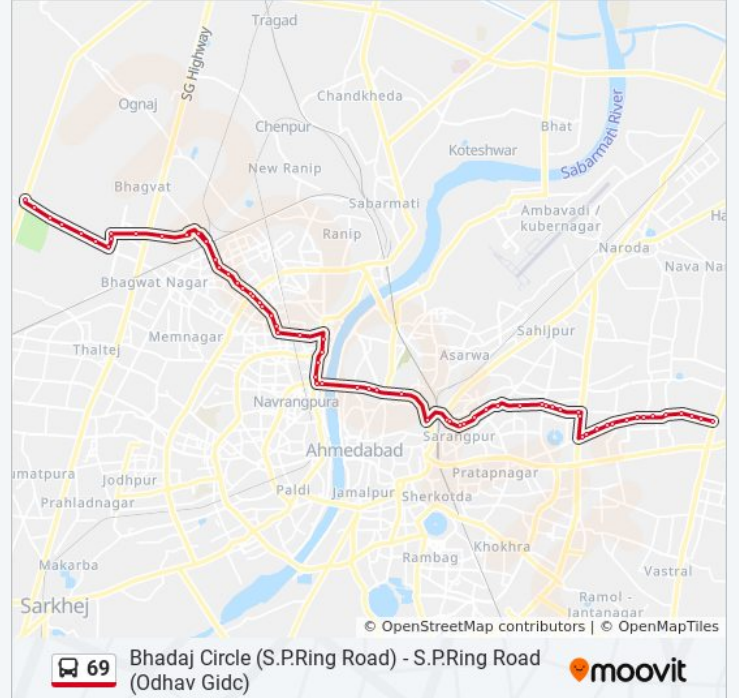 Tragad
SG Highway
Ognaj
Chandkheda
Chenpur
Bhat
Koteshwar
Sabarmati River
New Ranip
Bhagvat
Sabarmati
Ambavadi /
kubernagar
Ha
Ranip
Naroda
Nava Na
Bhagwat Nagar
Sahijpur
Memnagar
Thaltej
Asarwa
Navrangpura
Sarangpur
Ahmedabad
umatpura
Jodhpur
Pratapnagar
Paldi
Jamalpur
Sherkotda
Prahladnagar
Khokhra
Rambag
Makarba
Vastral
Ramol -
Jantanagar
Sarkhej
© OpenStreetMap contributors | © OpenMapTiles
69
Bhadaj Circle (S.P.Ring Road) - S.P.Ring Road
(Odhav Gidc)
moovit